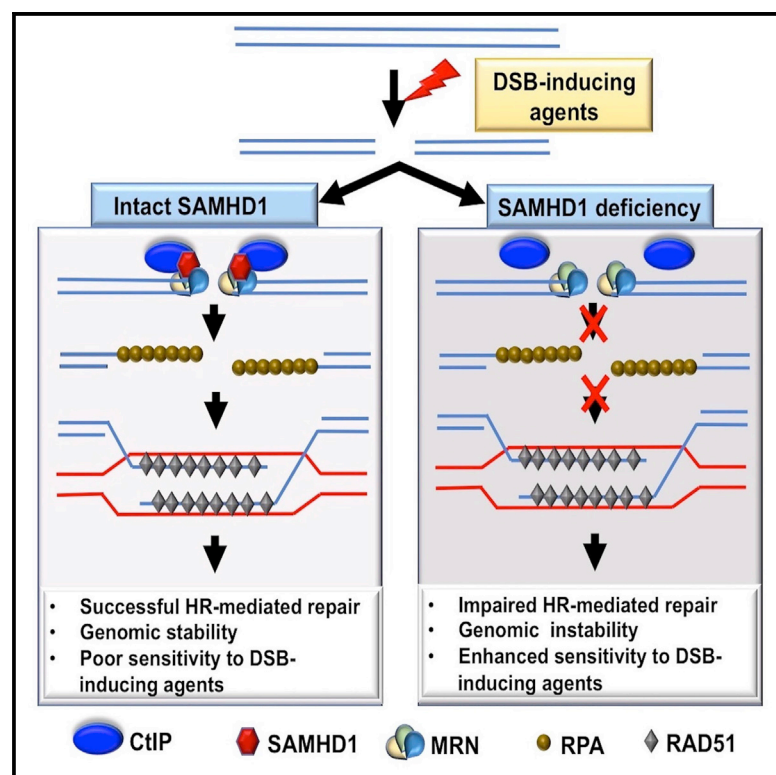 DSB-inducing
agents
Intact SAMHD1
SAMHD1 deficiency
• Successful HR-mediated repair
• Genomic stability
• Poor sensitivity to DSB-
inducing agents
• Impaired HR-mediated repair
• Genomic instability
• Enhanced sensitivity to DSB-
inducing agents
CtIP
SAMHD1
MRN
RPA
RAD51